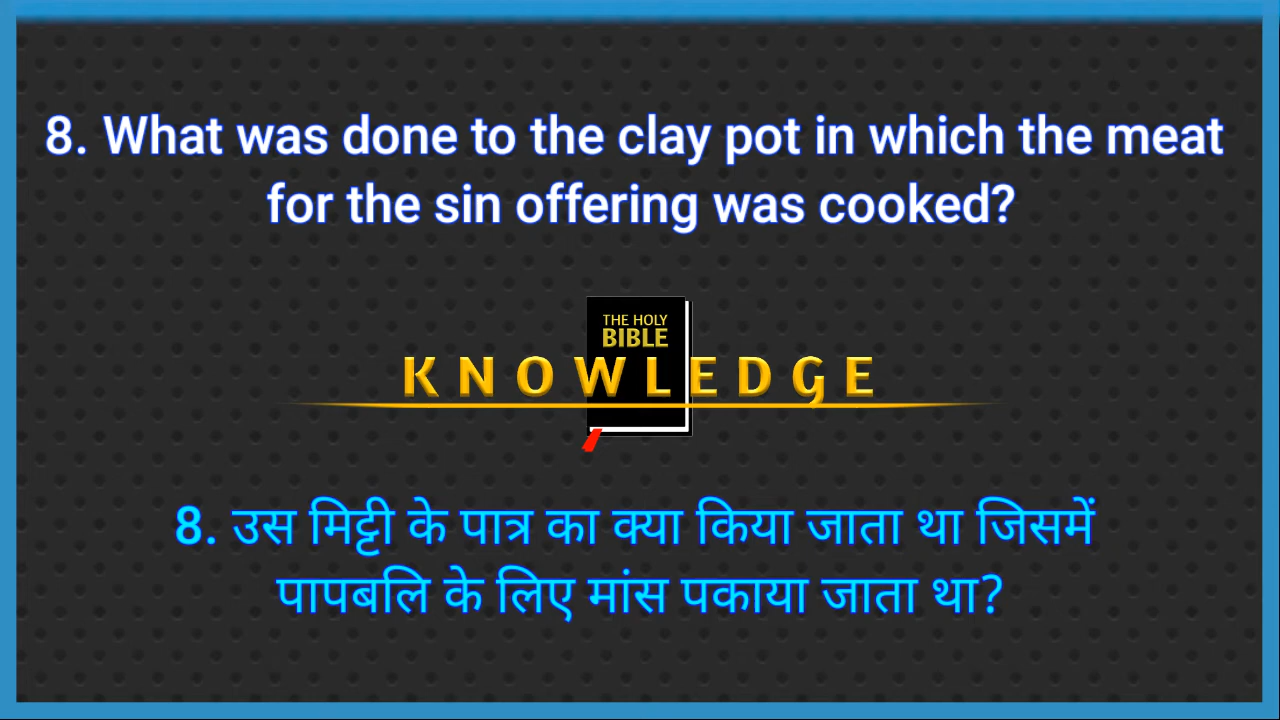 8. What was done to the clay pot in which the meat
for the sin offering was cooked?
THE HOLY
BIBLE
KNOWLEDGE
8. उस मिट्टी के पात्र का क्या किया जाता था जिसमें
पापबलि के लिए मांस पकाया जाता था?